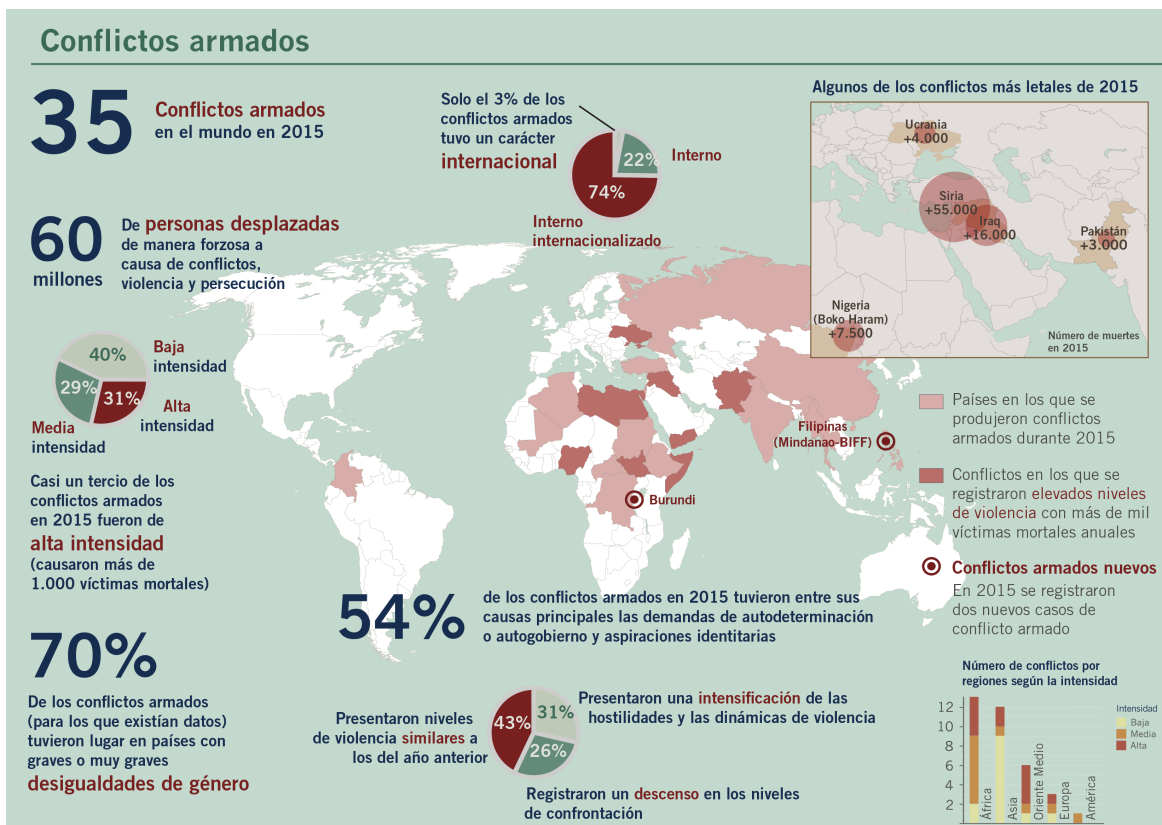 Conflictos armados
35
Conflictos armados
en el mundo en 2015
60
millones
De personas desplazadas
de manera forzosa a
causa de conflictos,
violencia y persecución
40%
29%
31%
Baja
intensidad
Alta
intensidad
Media
intensidad
Casi un tercio de los
conflictos armados
en 2015 fueron de
alta intensidad
(causaron más de
1.000 víctimas mortales)
70%
De los conflictos armados
(para los que existían datos)
tuvieron lugar en países con
graves o muy graves
desigualdades de género
Solo el 3% de los
conflictos armados
tuvo un carácter
internacional
22%
74%
Interno
Interno
internacionalizado
Algunos de los conflictos más letales de 2015
Ucrania
+4.000
Siria
+55.000
Iraq
+16.000
Pakistán
+3.000
Nigeria
(Boko Haram)
+7.500
Número de muertes
en 2015
Filipinas
(Mindanao-BIFF)
Burundi
Países en los que se
produjeron conflictos
armados durante 2015
Conflictos en los que se
registraron elevados niveles
de violencia con más de mil
víctimas mortales anuales
Conflictos armados nuevos
En 2015 se registraron
dos nuevos casos de
conflicto armado
54%
de los conflictos armados en 2015 tuvieron entre sus
causas principales las demandas de autodeterminación
o autogobierno y aspiraciones identitarias
Presentaron niveles
de violencia similares a
los del año anterior
43%
31%
26%
Presentaron una intensificación de las
hostilidades y las dinámicas de violencia
Registraron un descenso en los niveles
de confrontación
Número de conflictos por
regiones según la intensidad
12
10
8
6
4
2
África
Asia
Oriente Medio
Europa
América
Intensidad
Baja
Media
Alta